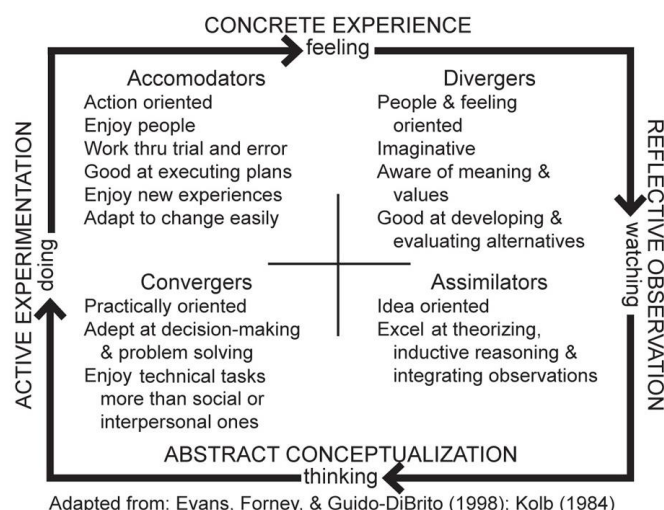 CONCRETE EXPERIENCE
feeling
Accomodators
Action oriented
Enjoy people
Work thru trial and error
Good at executing plans
Enjoy new experiences
Adapt to change easily
Divergers
People & feeling
oriented
Imaginative
Aware of meaning &
values
Good at developing &
evaluating alternatives
REFLECTIVE OBSERVATION
watching
ACTIVE EXPERIMENTATION
doing
Convergers
Practically oriented
Adept at decision-making
& problem solving
Enjoy technical tasks
more than social or
interpersonal ones
Assimilators
Idea oriented
Excel at theorizing,
inductive reasoning &
integrating observations
ABSTRACT CONCEPTUALIZATION
thinking
Adapted from: Evans, Forney, & Guido-DiBrito (1998); Kolb (1984)